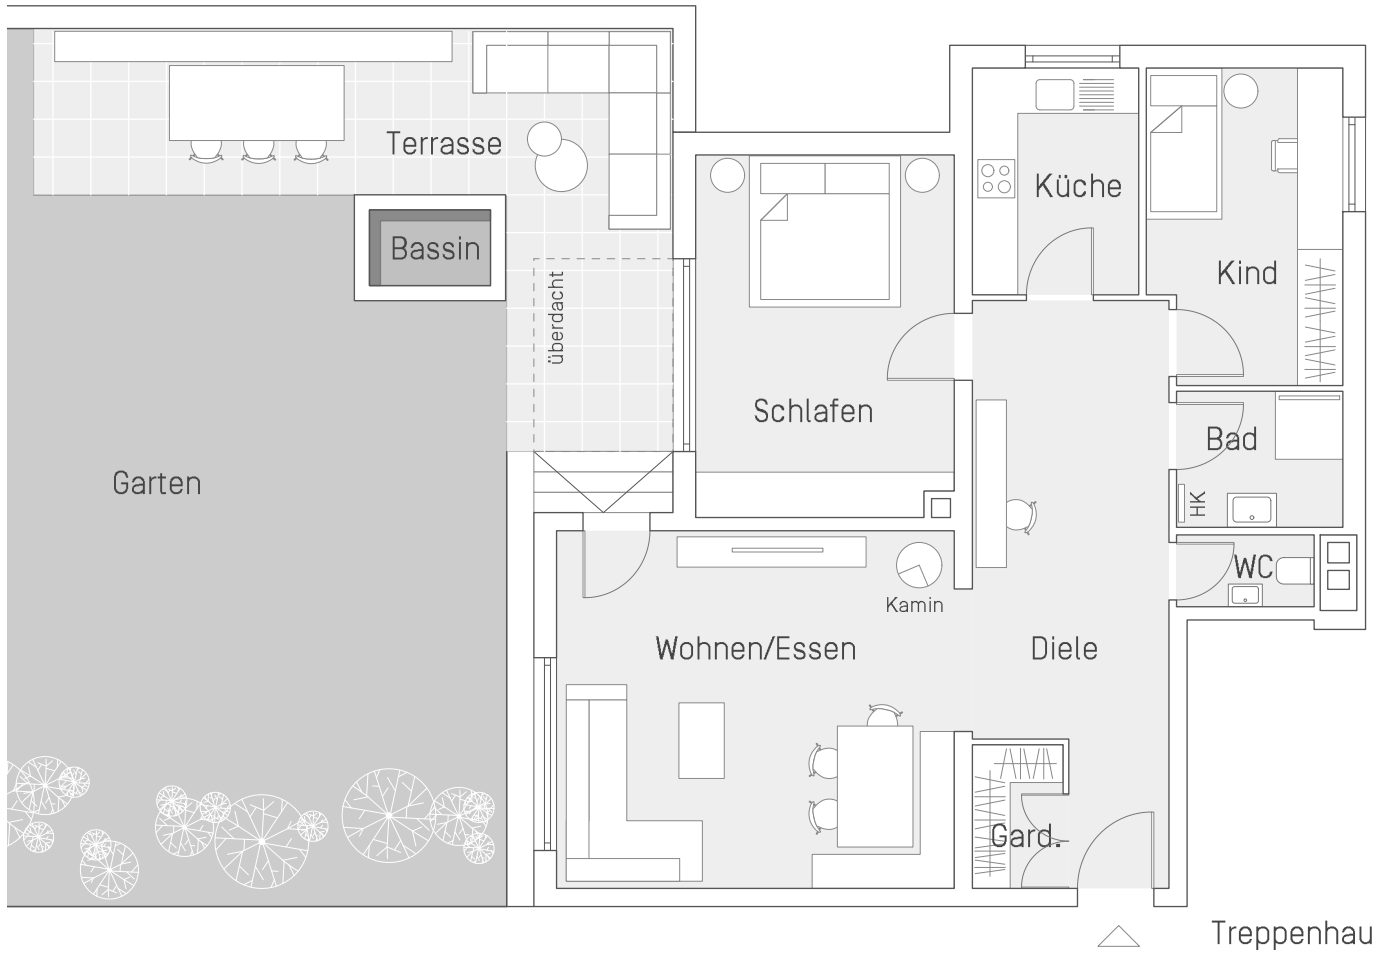 Terrasse
Küche
Bassin
Kind
überdacht
Schlafen
Bad
Garten
HK
WC
Kamin
Wohnen/Essen
Diele
Gard.
Treppenhau